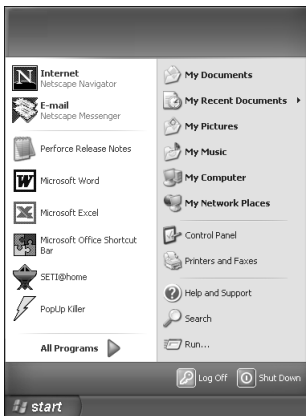 Internet
Netscape Navigator
E-mail
Netscape Messenger
Perforce Release Notes
Microsoft Word
Microsoft Excel
Microsoft Office Shortcut
Bar
SETI@home
PopUp Killer
All Programs
My Documents
My Recent Documents
My Pictures
My Music
My Computer
My Network Places
Control Panel
Printers and Faxes
Help and Support
Search
Run...
Log Off
Shut Down
start